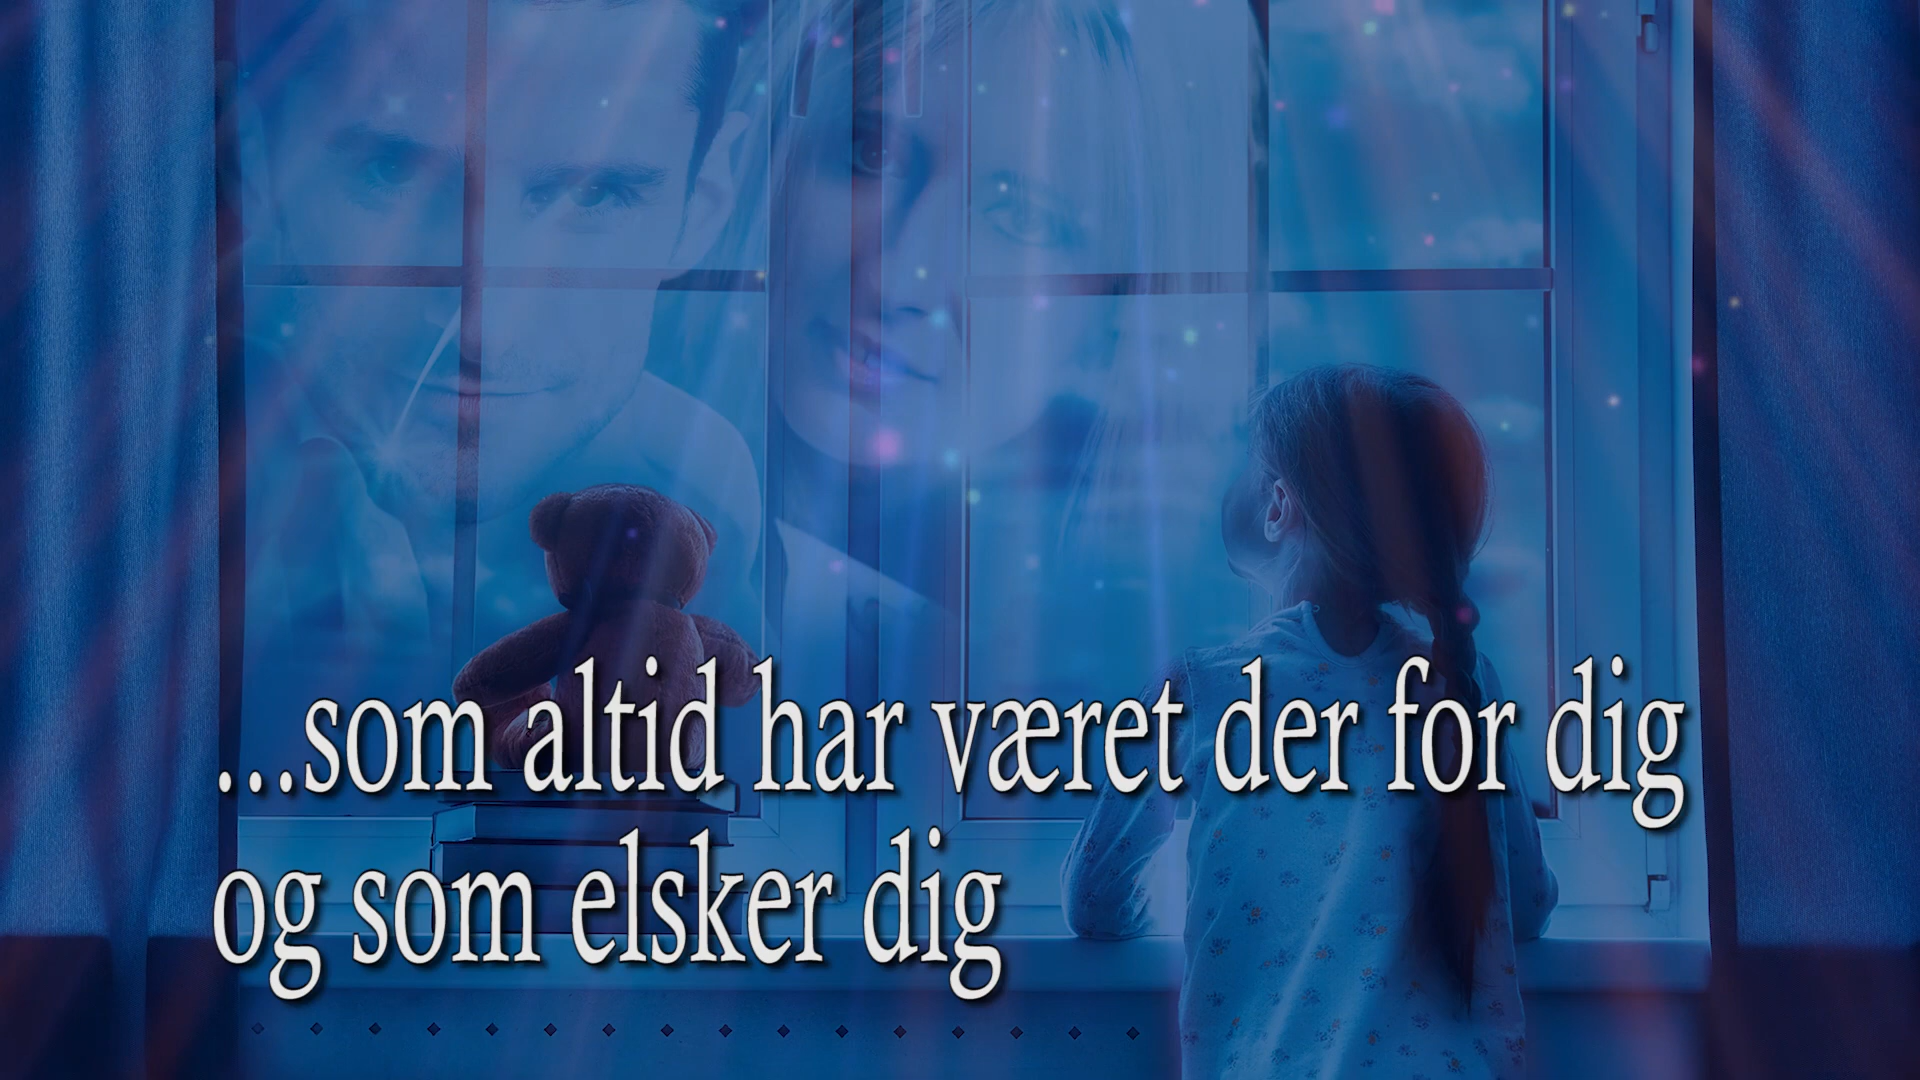 ...som altid har været der for dig
og som elsker dig